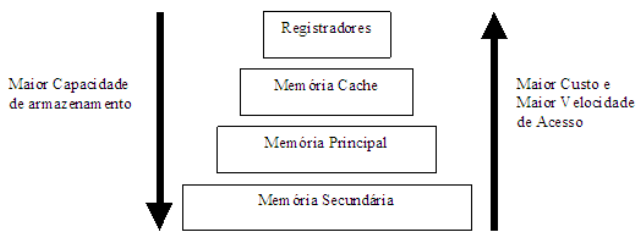 Registradores
Maior Capacidade
de armazenamento
Memória Cache
Maior Custo e
Maior Velocidade
de Acesso
Memória Principal
Memória Secundária